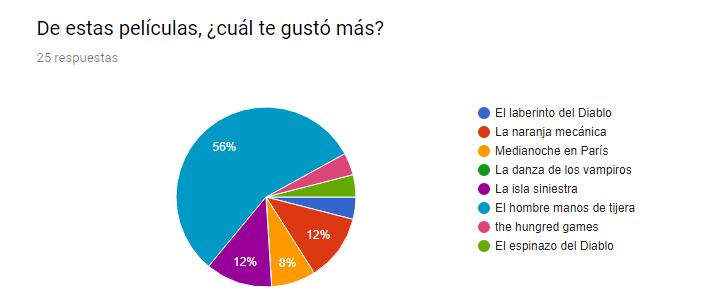 De estas películas, ¿cuál te gustó más?
25 respuestas
56%
12%
8%
12%
El laberinto del Diablo
La naranja mecánica
Medianoche en París
La danza de los vampiros
La isla siniestra
El hombre manos de tijera
the hungred games
El espinazo del Diablo